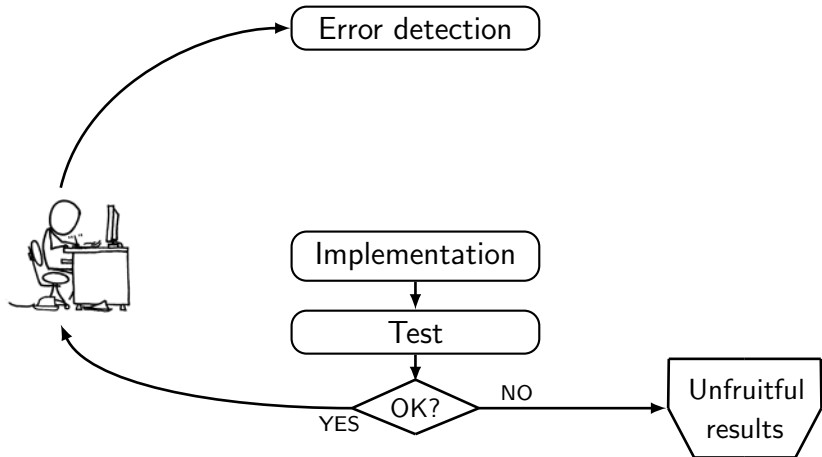 Error detection
Implementation
Test
OK?
YES
NO
Unfruitful
results